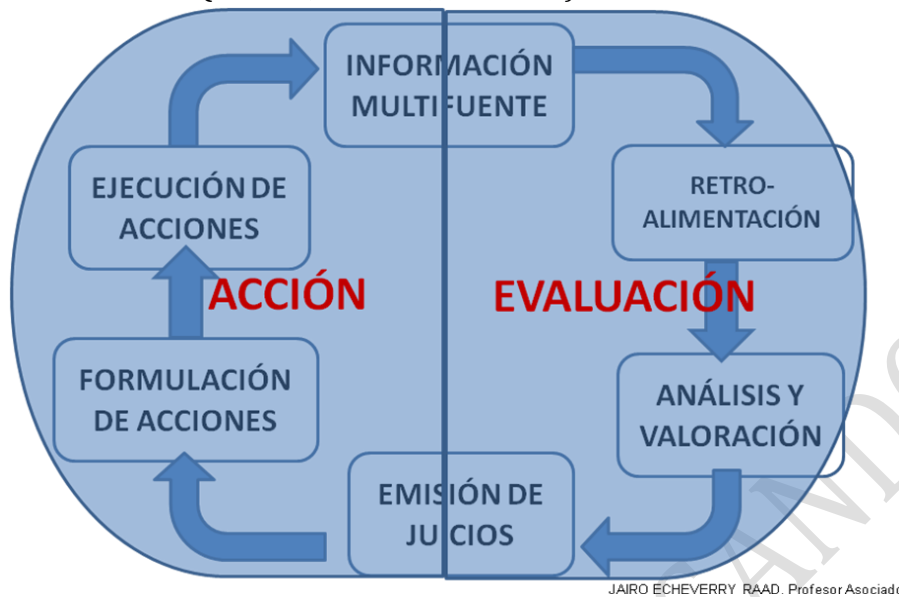 INFORMACIÓN
MULTIFUENTE
RETRO-
ALIMENTACIÓN
ANÁLISIS Y
VALORACIÓN
EMISIÓN DE
JUICIOS
FORMULACIÓN
DE ACCIONES
EJECUCIÓN DE
ACCIONES
ACCIÓN
EVALUACIÓN
JAIRO ECHEVERRY RAAD. Profesor Asociado